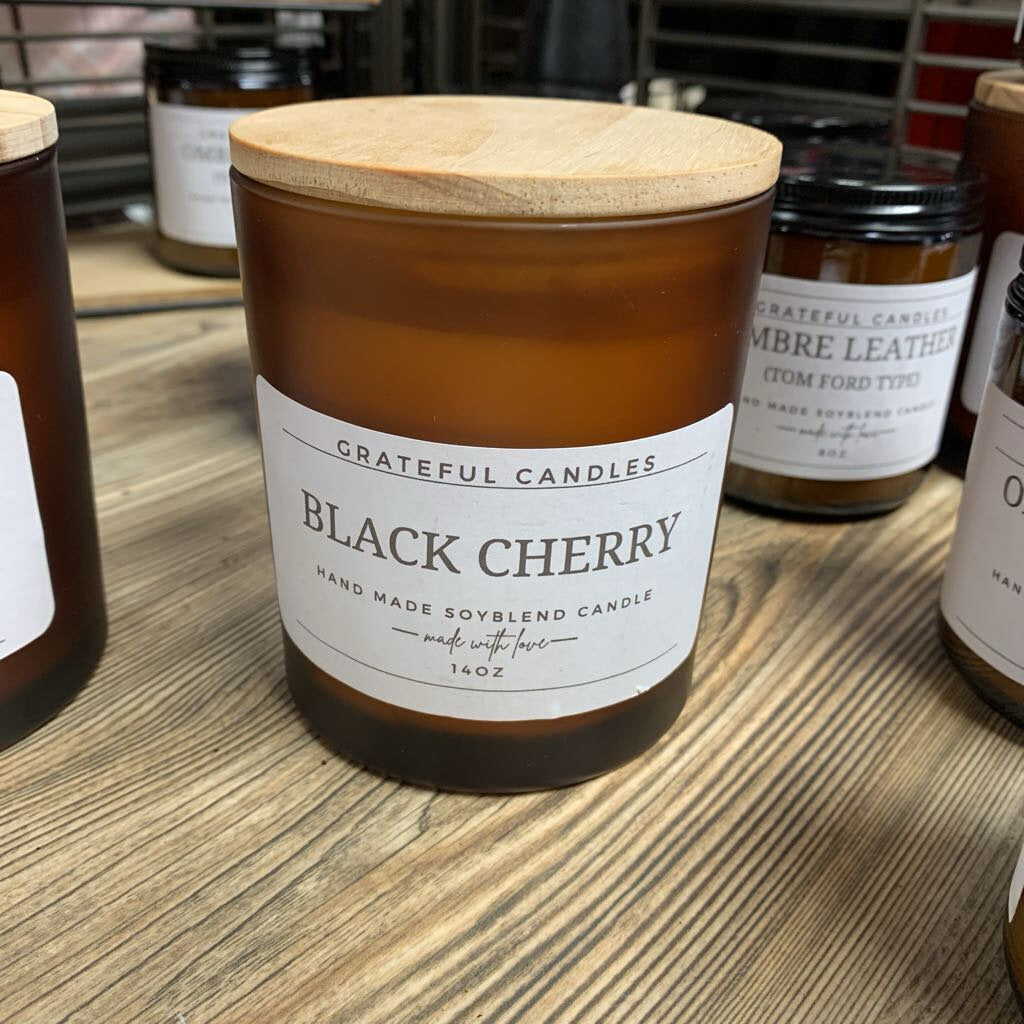 GRATEFUL CANDLES
BLACK CHERRY
HAND MADE SOYBLEND CANDLE
made with love
14OZ
GRATEFUL CANDLES
MBRE LEATHER
(TOM FORD TYPE)
MADE SOYBLEND CANDLE
made with love
8OZ
HAN